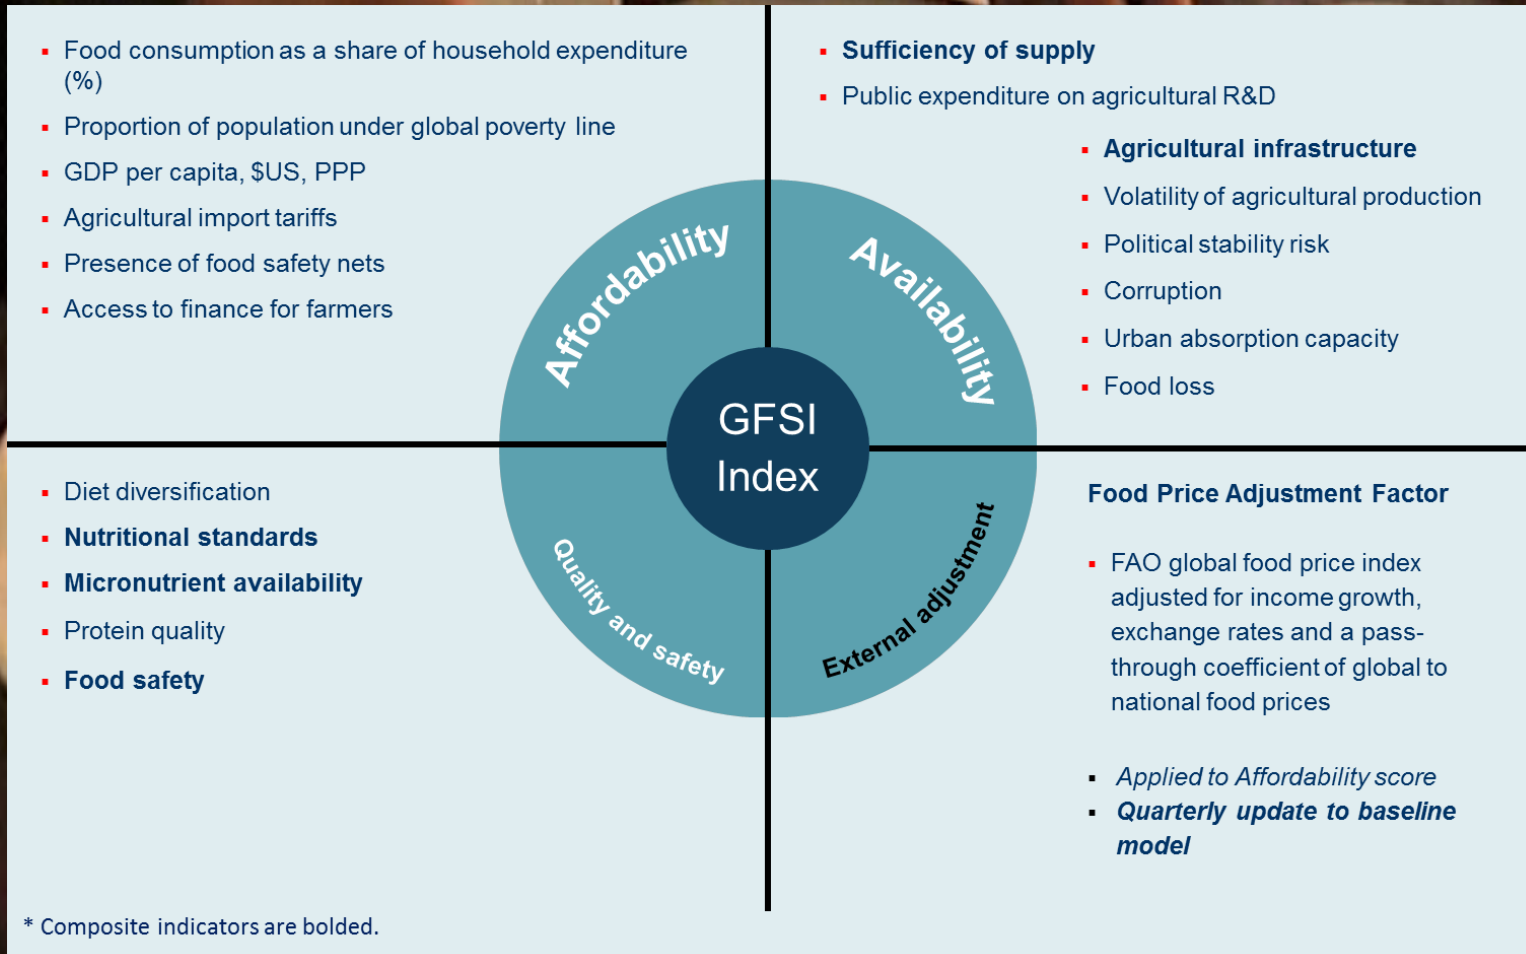 Food consumption as a share of household expenditure
(%)
Proportion of population under global poverty line
GDP per capita, $US, PPP
Agricultural import tariffs
Presence of food safety nets
Access to finance for farmers
Sufficiency of supply
Public expenditure on agricultural R&D
Agricultural infrastructure
Volatility of agricultural production
Political stability risk
Corruption
Urban absorption capacity
Food loss
Affordability
Availability
GFSI
Index
Quality and safety
External adjustment
Diet diversification
Nutritional standards
Micronutrient availability
Protein quality
Food safety
Food Price Adjustment Factor
FAO global food price index
adjusted for income growth,
exchange rates and a pass-
through coefficient of global to
national food prices
Applied to Affordability score
Quarterly update to baseline
model
* Composite indicators are bolded.